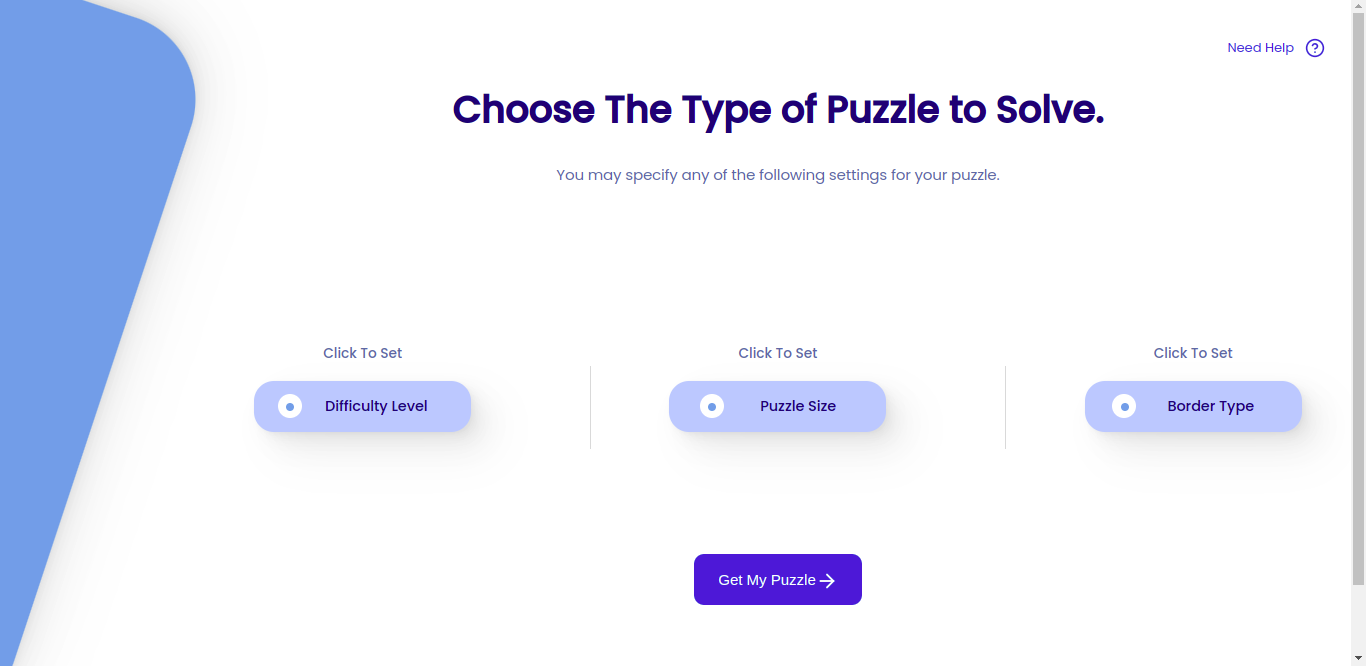 Need Help
Choose The Type of Puzzle to Solve.
You may specify any of the following settings for your puzzle.
Click To Set
Difficulty Level
Click To Set
Puzzle Size
Click To Set
Border Type
Get My Puzzle